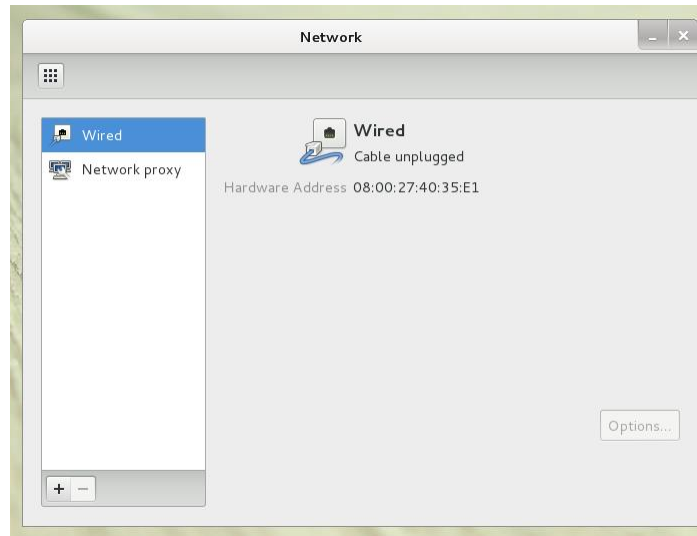 Network
Wired
Network proxy
Wired
Cable unplugged
Hardware Address 08:00:27:40:35:E1
Options...